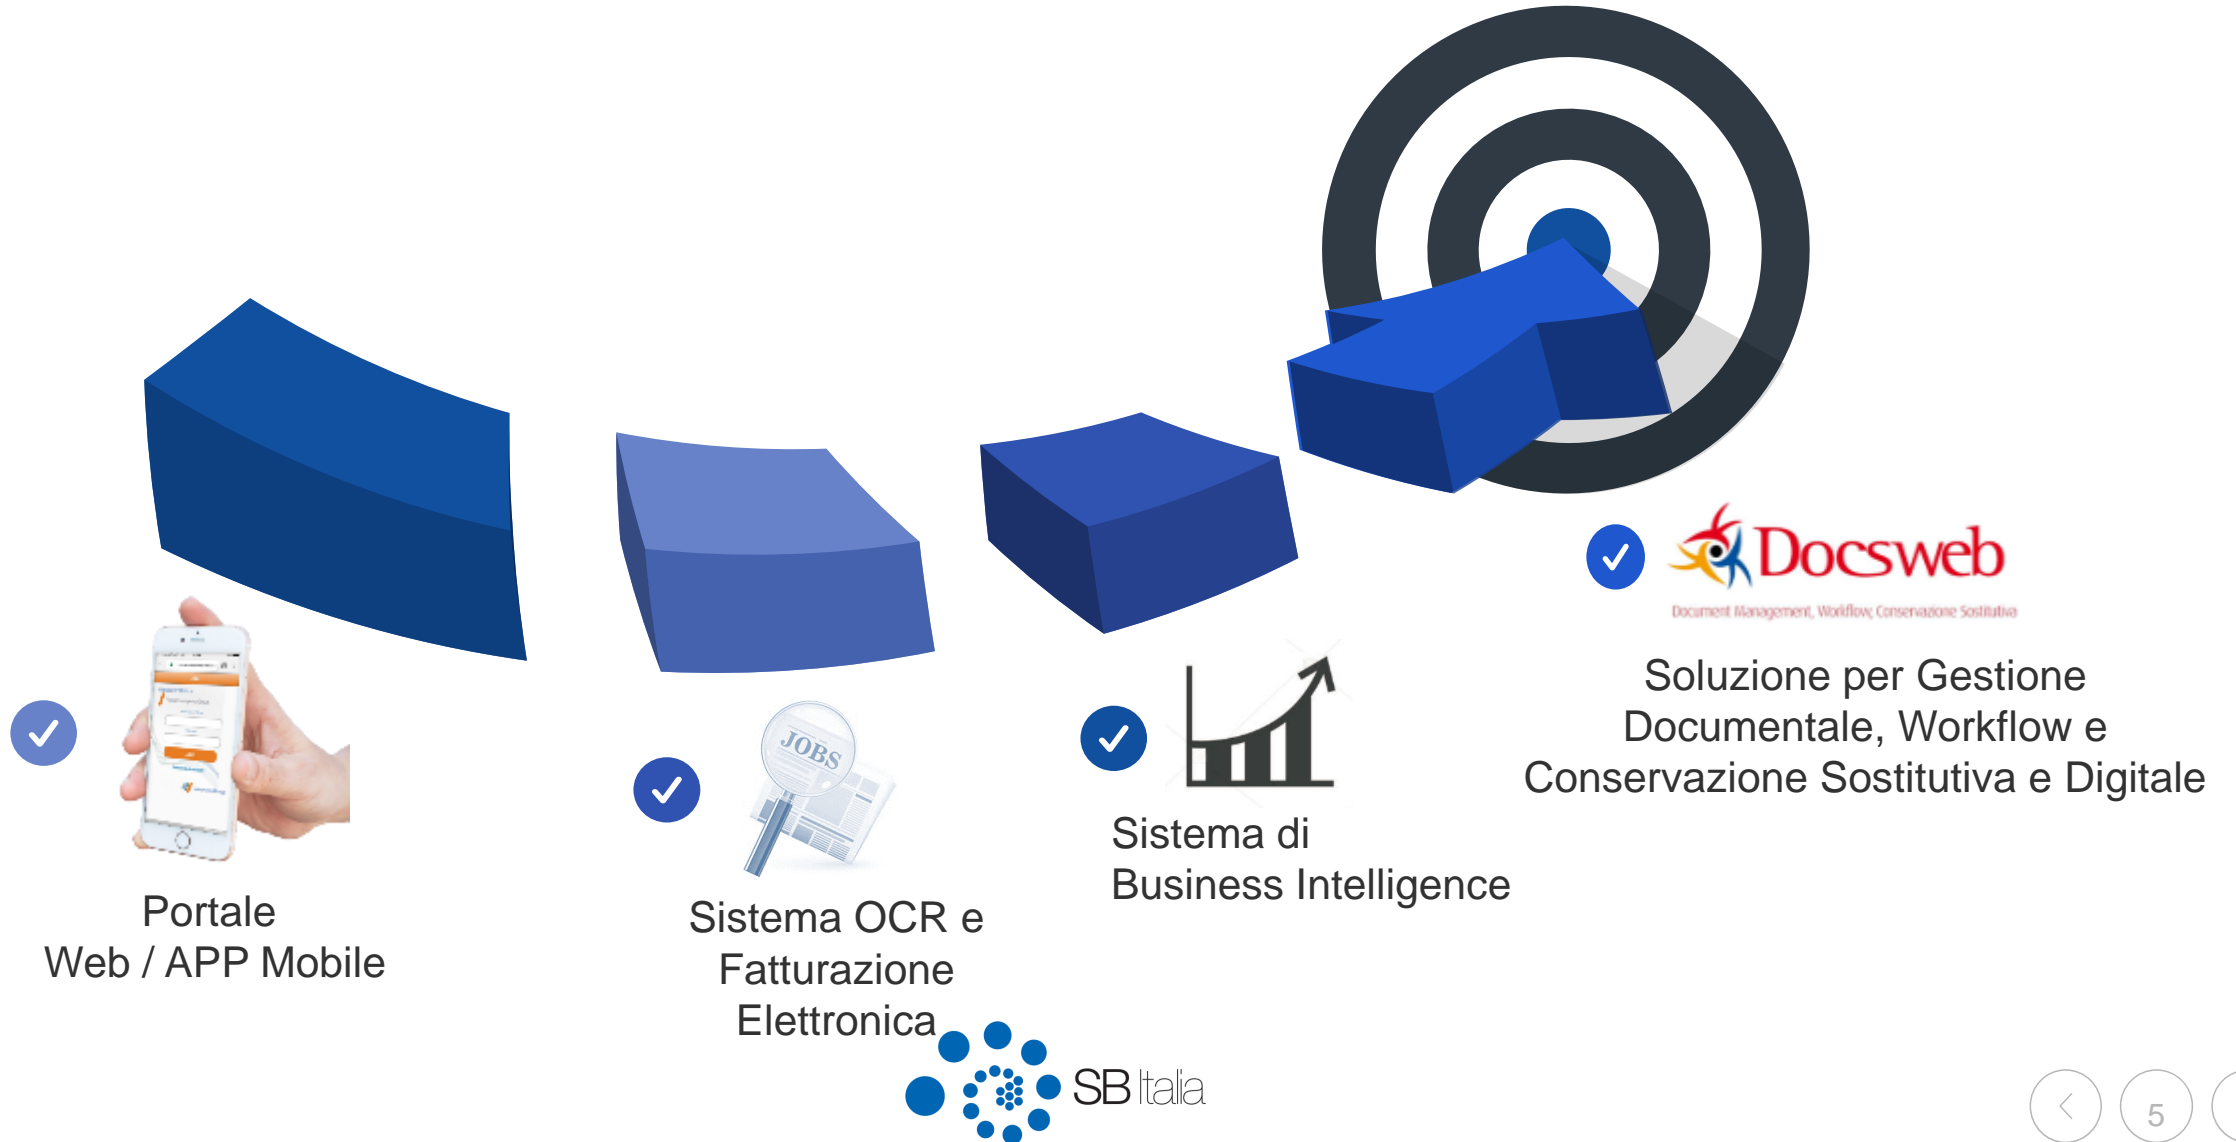 Docsweb
Document Management, Workflow, Conservazione Sostitutiva
Soluzione per Gestione
Documentale, Workflow e
Conservazione Sostitutiva e Digitale
JOBS
Sistema di
Business Intelligence
Portale
Web / APP Mobile
Sistema OCR e
Fatturazione
Elettronica
SB Italia
5